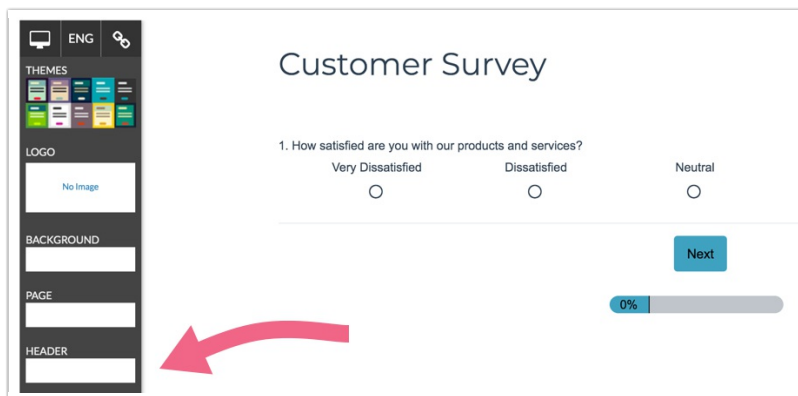 ENG
THEMES
LOGO
No Image
BACKGROUND
PAGE
HEADER
Customer Survey
1. How satisfied are you with our products and services?
Very Dissatisfied Dissatisfied Neutral
Next
0%